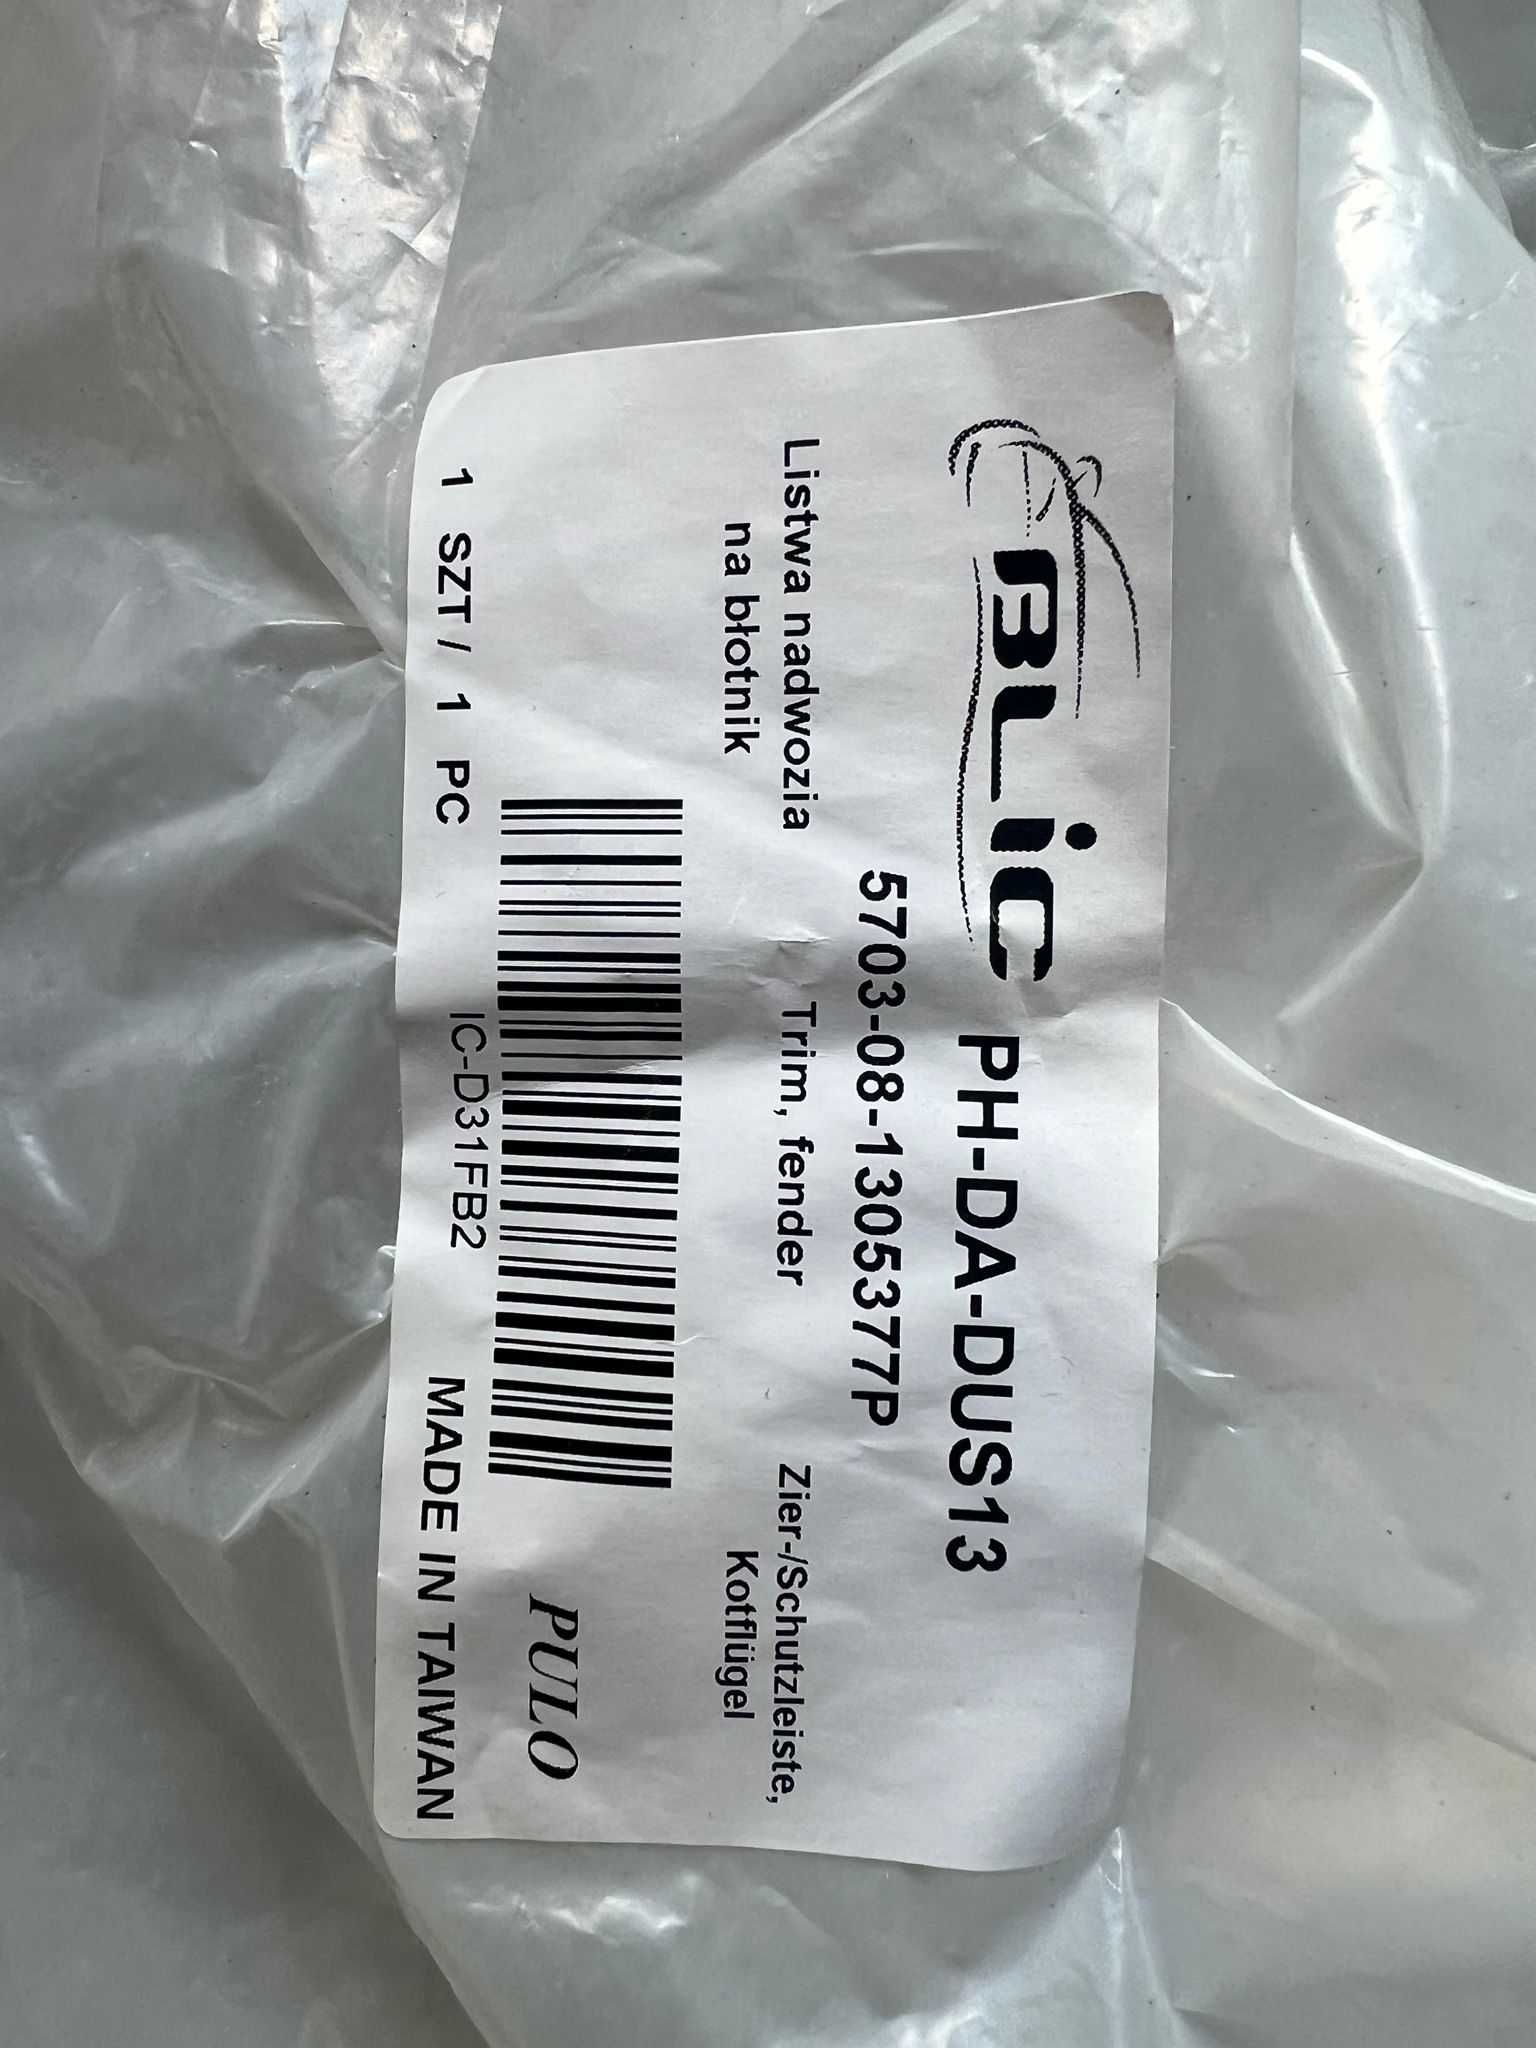 BLiC PH-DA-DUS13
5703-08-1305377P
Listwa nadwozia
na błotnik
Trim, fender
Zier-/Schutzleiste,
Kotflügel
PULO
IC-D31FB2
1 SZT / 1 PC
MADE IN TAIWAN